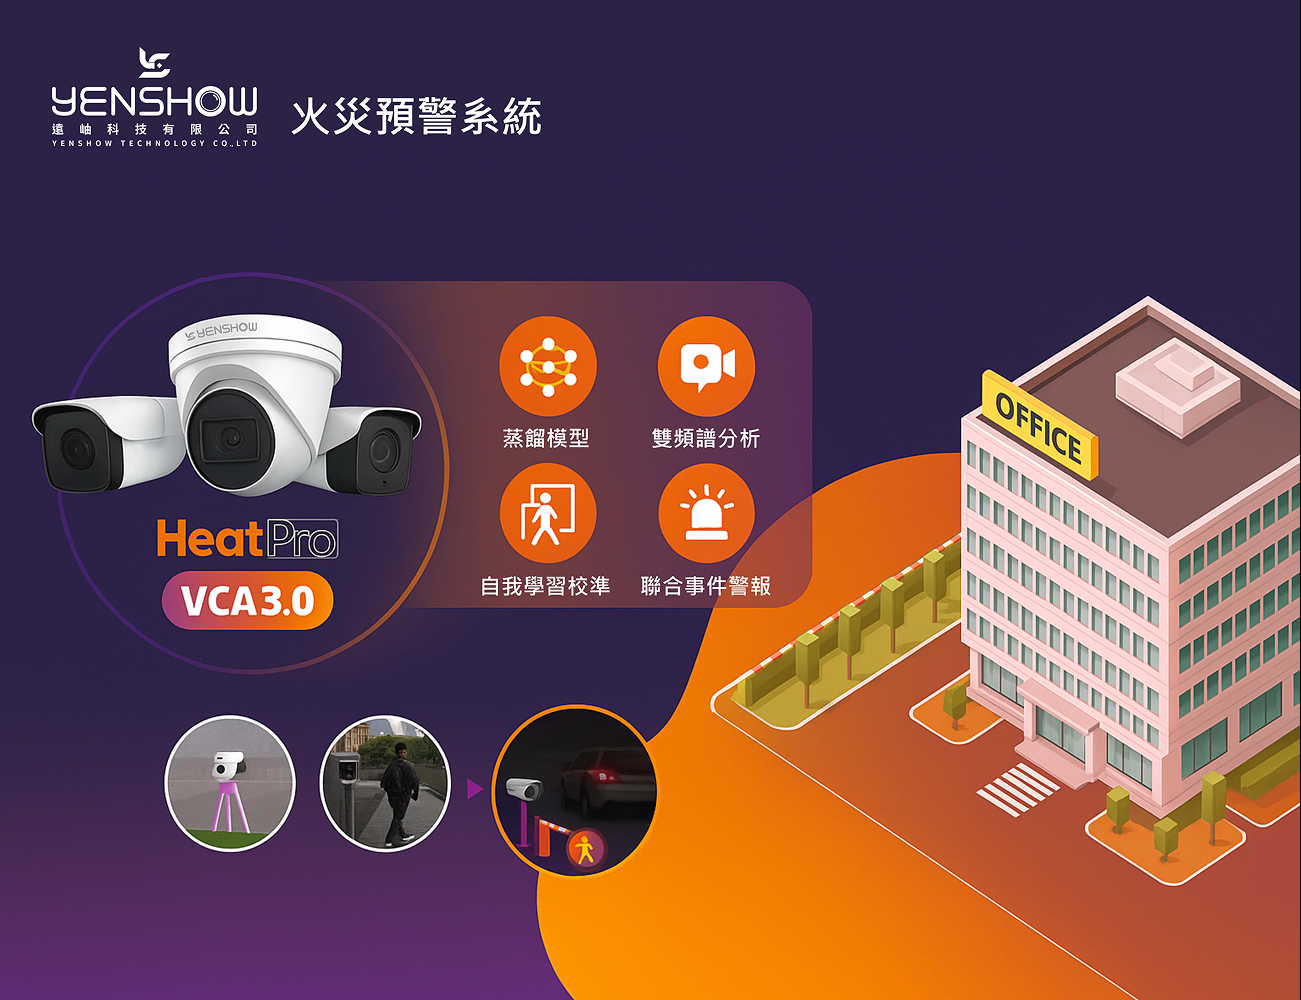 YENSHOW
遠岫科技有限公司
YENSHOW TECHNOLOGY CO.,LTD
火災預警系統
YENSHOW
HeatPro
VCA3.0
蒸餾模型
雙頻譜分析
自我學習校準
聯合事件警報
OFFICE